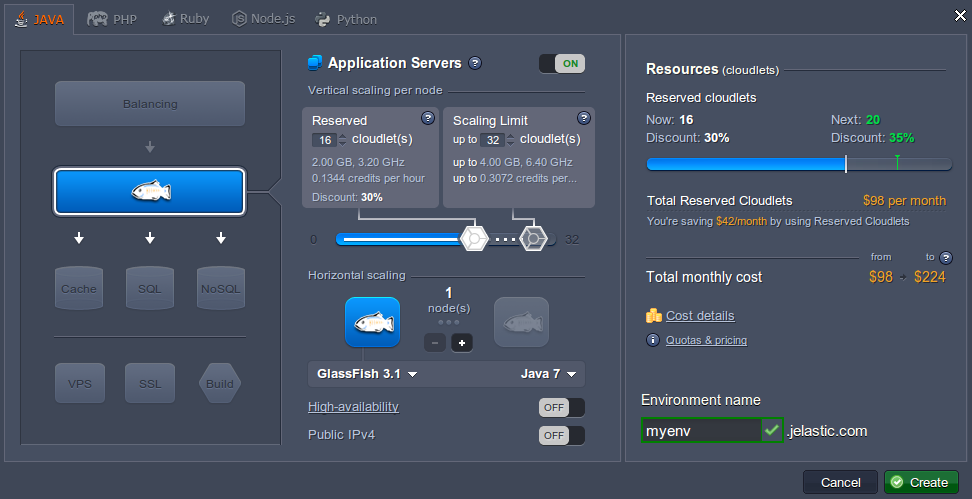 JAVA
PHP
Ruby
Node.js
Python
Balancing
Cache
SQL
NoSQL
VPS
SSL
Build
Application Servers ?
ON
Vertical scaling per node
Reserved ?
16 cloudlet(s)
2.00 GB, 3.20 GHz
0.1344 credits per hour
Discount: 30%
Scaling Limit ?
up to 32 cloudlet(s)
up to 4.00 GB, 6.40 GHz
up to 0.3072 credits per...
0
32
Horizontal scaling
1
node(s)
- +
GlassFish 3.1
Java 7
High-availability OFF
Public IPv4 OFF
Resources (cloudlets)
Reserved cloudlets
Now: 16 Next: 20
Discount: 30% Discount: 35%
Total Reserved Cloudlets $98 per month
You're saving $42/month by using Reserved Cloudlets
from to ?
Total monthly cost $98 $224
Cost details
Quotas & pricing
Environment name
myenv .jelastic.com
Cancel
Create